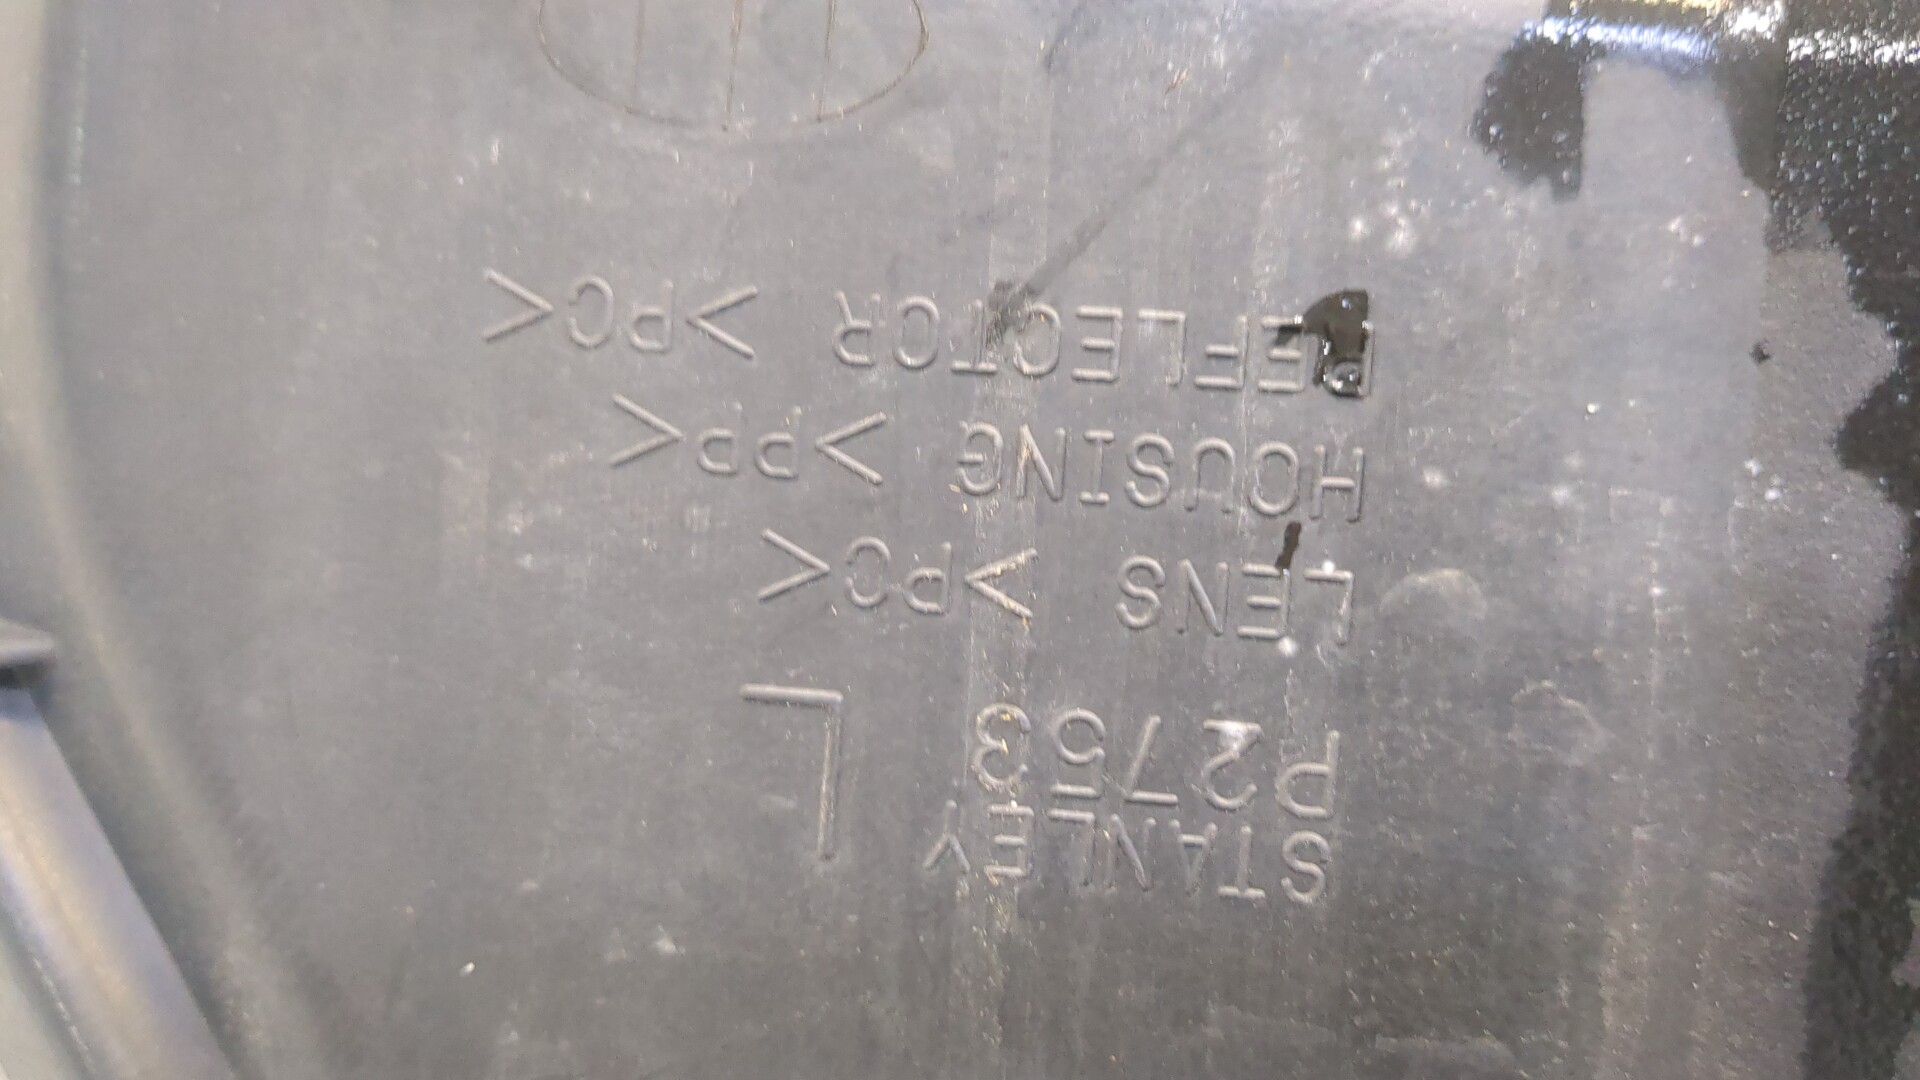 STANLEY
P2753 L
LENS >PC<
HOUSING >PP<
REFLECTOR >PC<